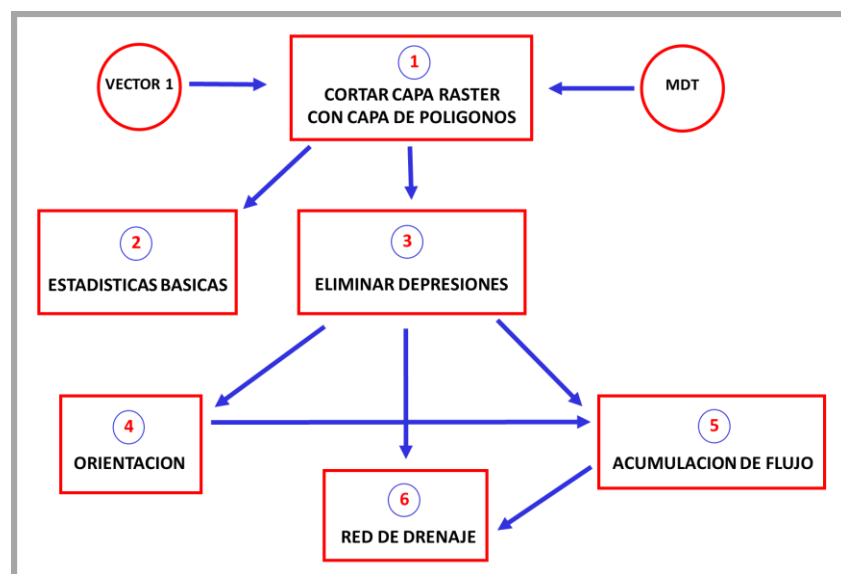 VECTOR 1
1
CORTAR CAPA RASTER
CON CAPA DE POLIGONOS
MDT
2
ESTADISTICAS BASICAS
3
ELIMINAR DEPRESIONES
4
ORIENTACION
5
ACUMULACION DE FLUJO
6
RED DE DRENAJE